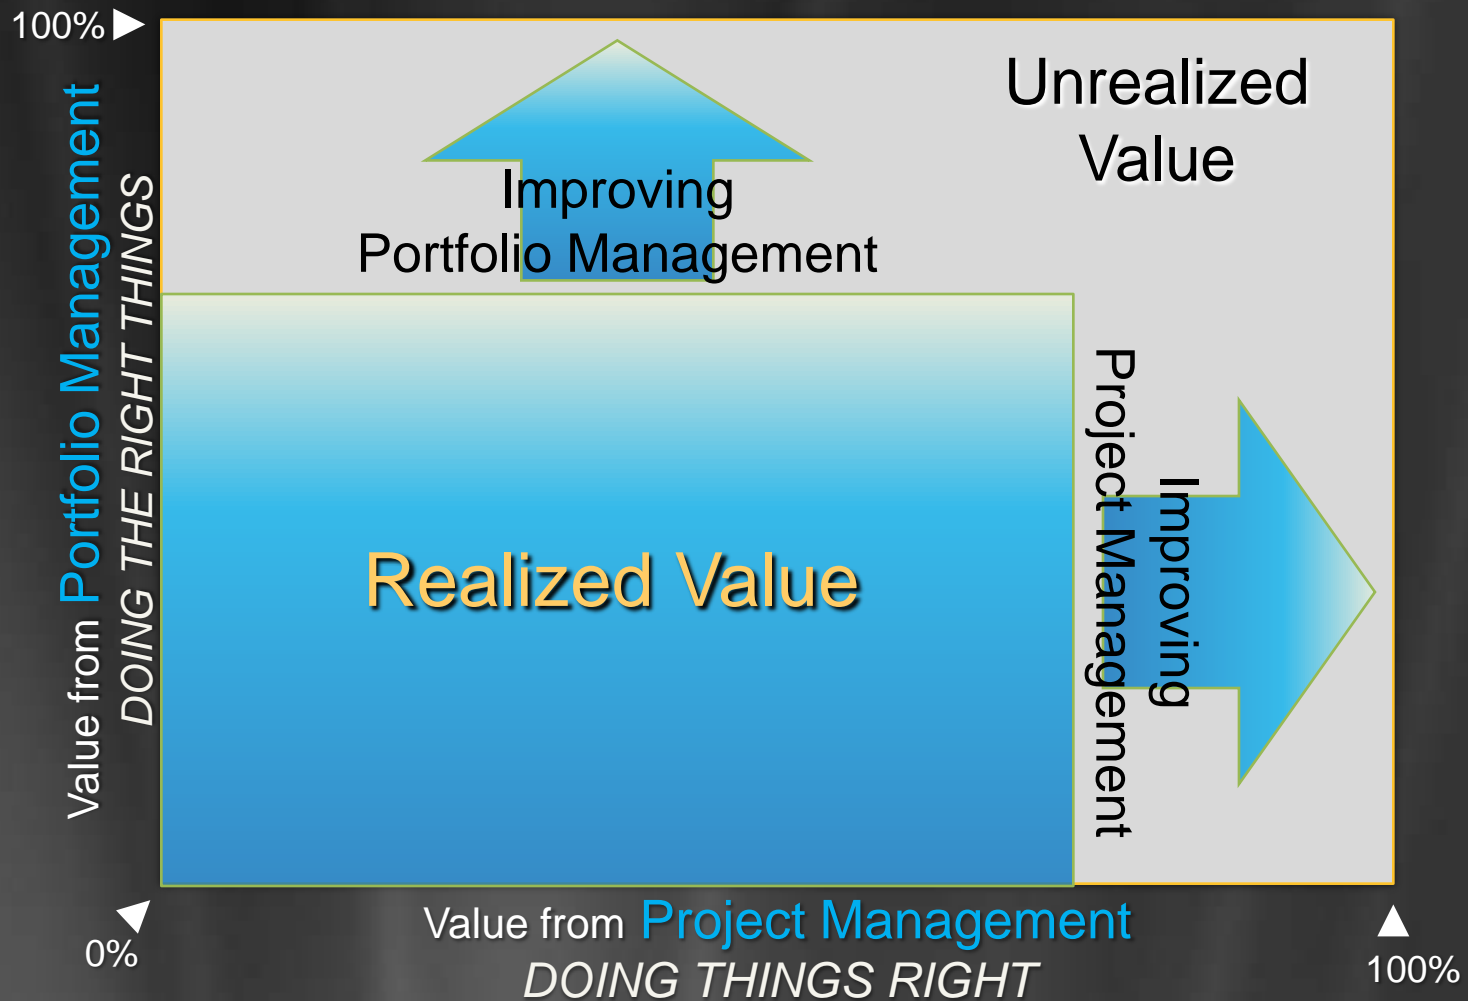 100%
Unrealized
Value
Improving
Portfolio Management
Value from Portfolio Management
DOING THE RIGHT THINGS
Realized Value
Improving
Project Management
0%
Value from Project Management
DOING THINGS RIGHT
100%